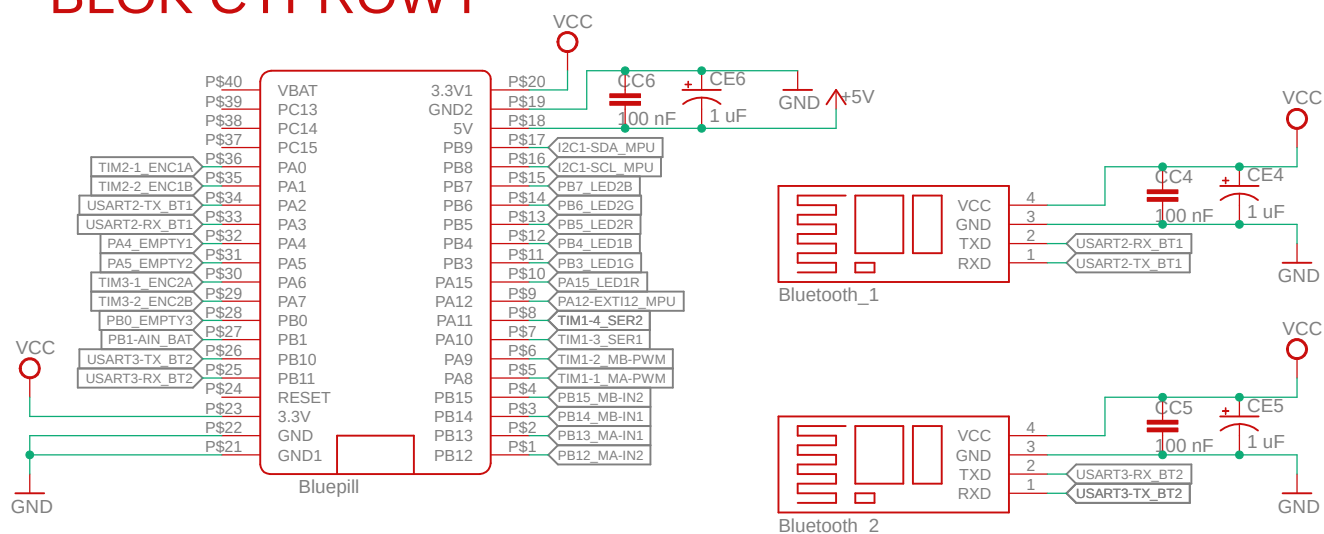 BLOK CYFROWY
VCC
P$40 VBAT 3.3V1 P$20
P$39 PC13 GND2 P$19
P$38 PC14 5V P$18
P$37 PC15 PB9 P$17 I2C1-SDA_MPU
TIM2-1_ENC1A P$36 PA0 PB8 P$16 I2C1-SCL_MPU
TIM2-2_ENC1B P$35 PA1 PB7 P$15 PB7_LED2B
USART2-TX_BT1 P$34 PA2 PB6 P$14 PB6_LED2G
USART2-RX_BT1 P$33 PA3 PB5 P$13 PB5_LED2R
PA4_EMPTY1 P$32 PA4 PB4 P$12 PB4_LED1B
PA5_EMPTY2 P$31 PA5 PB3 P$11 PB3_LED1G
TIM3-1_ENC2A P$30 PA6 PA15 P$10 PA15_LED1R
TIM3-2_ENC2B P$29 PA7 PA12 P$9 PA12-EXTI12_MPU
PB0_EMPTY3 P$28 PB0 PA11 P$8 TIM1-4_SER2
PB1-AIN_BAT P$27 PB1 PA10 P$7 TIM1-3_SER1
USART3-TX_BT2 P$26 PB10 PA9 P$6 TIM1-2_MB-PWM
USART3-RX_BT2 P$25 PB11 PA8 P$5 TIM1-1_MA-PWM
P$24 RESET PB15 P$4 PB15_MB-IN2
P$23 3.3V PB14 P$3 PB14_MB-IN1
P$22 GND PB13 P$2 PB13_MA-IN1
P$21 GND1 PB12 P$1 PB12_MA-IN2
Bluepill
VCC
GND
CC6 CE6
100 nF 1 uF
GND +5V
VCC
CC4 CE4
100 nF 1 uF
VCC 4
GND 3
TXD 2 USART2-RX_BT1
RXD 1 USART2-TX_BT1
GND
Bluetooth_1
VCC
CC5 CE5
100 nF 1 uF
VCC 4
GND 3
TXD 2 USART3-RX_BT2
RXD 1 USART3-TX_BT2
GND
Bluetooth_2